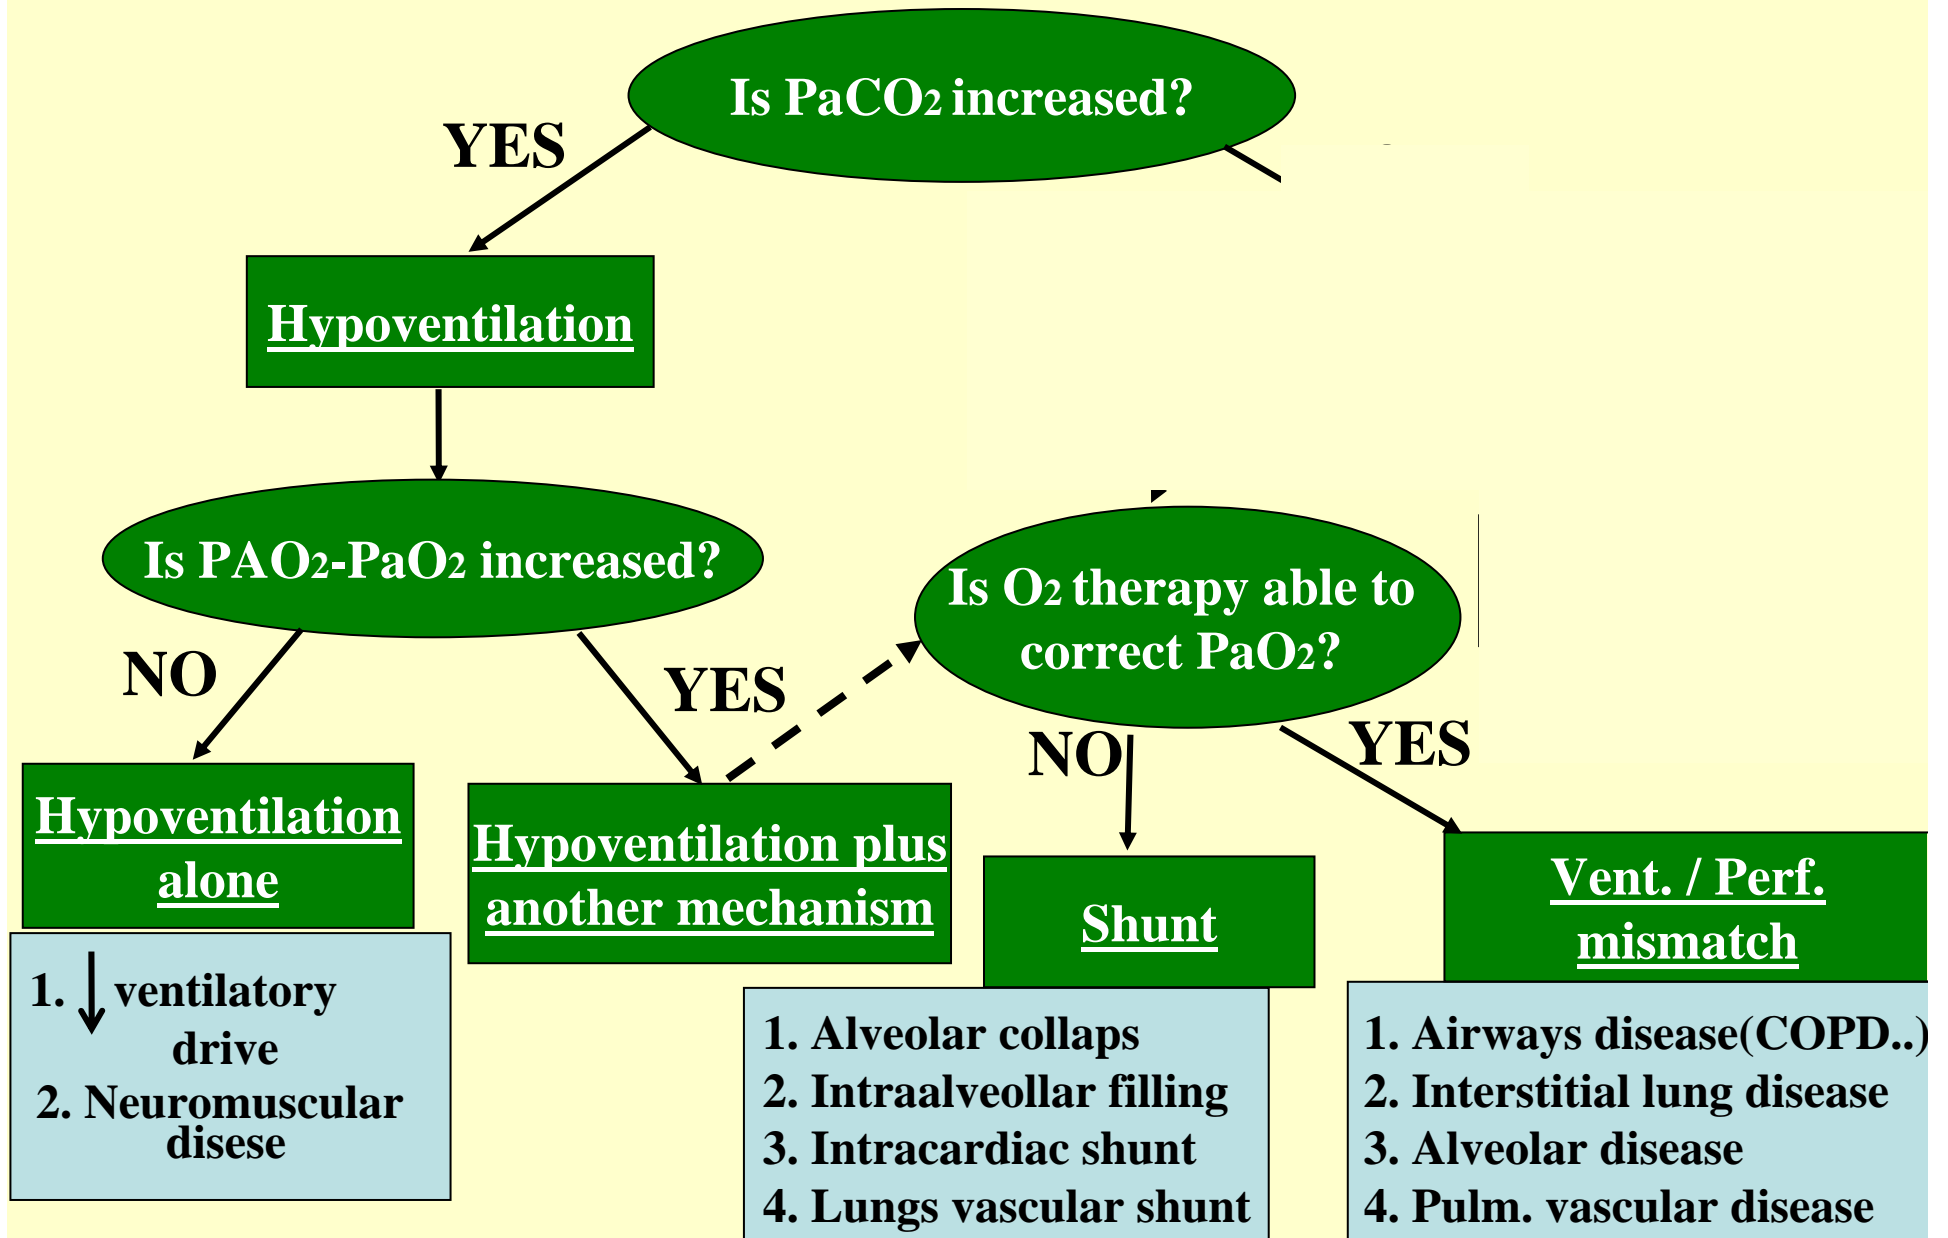 Is PaCO2 increased?
YES
Hypoventilation
Is PAO2-PaO2 increased?
Is O2 therapy able to
correct PaO2?
NO
YES
NO
YES
Hypoventilation
alone
Hypoventilation plus
another mechanism
Shunt
Vent. / Perf.
mismatch
1. ↓ ventilatory
drive
2. Neuromuscular
disese
1. Alveolar collaps
2. Intraalveollar filling
3. Intracardiac shunt
4. Lungs vascular shunt
1. Airways disease(COPD..)
2. Interstitial lung disease
3. Alveolar disease
4. Pulm. vascular disease